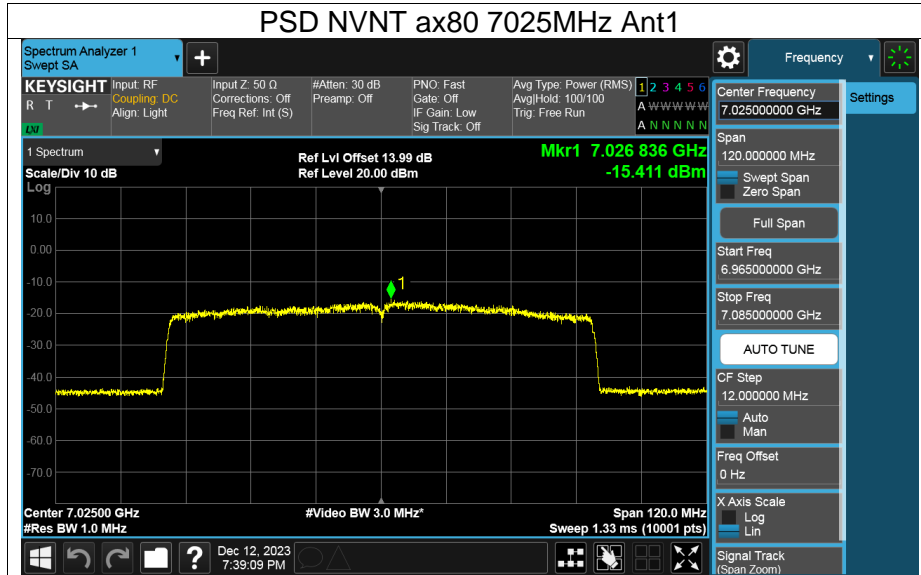 PSD NVNT ax80 7025MHz Ant1
Spectrum Analyzer 1
Swept SA
+
Frequency
KEYSIGHT
R T
LXI
Input: RF
Coupling: DC
Align: Light
Input Z: 50 Ω
Corrections: Off
Freq Ref: Int (S)
#Atten: 30 dB
Preamp: Off
PNO: Fast
Gate: Off
IF Gain: Low
Sig Track: Off
Avg Type: Power (RMS)
Avg|Hold: 100/100
Trig: Free Run
1 2 3 4 5 6
A W W W W W
A N N N N N
Center Frequency
7.025000000 GHz
Settings
1 Spectrum
Scale/Div 10 dB
Ref Lvl Offset 13.99 dB
Ref Level 20.00 dBm
Mkr1 7.026 836 GHz
-15.411 dBm
Log
10.0
0.00
-10.0
-20.0
-30.0
-40.0
-50.0
-60.0
-70.0
1
Center 7.02500 GHz
#Res BW 1.0 MHz
#Video BW 3.0 MHz*
Span 120.0 MHz
Sweep 1.33 ms (10001 pts)
Span
120.000000 MHz
Swept Span
Zero Span
Full Span
Start Freq
6.965000000 GHz
Stop Freq
7.085000000 GHz
AUTO TUNE
CF Step
12.000000 MHz
Auto
Man
Freq Offset
0 Hz
X Axis Scale
Log
Lin
Signal Track
(Span Zoom)
?
Dec 12, 2023
7:39:09 PM